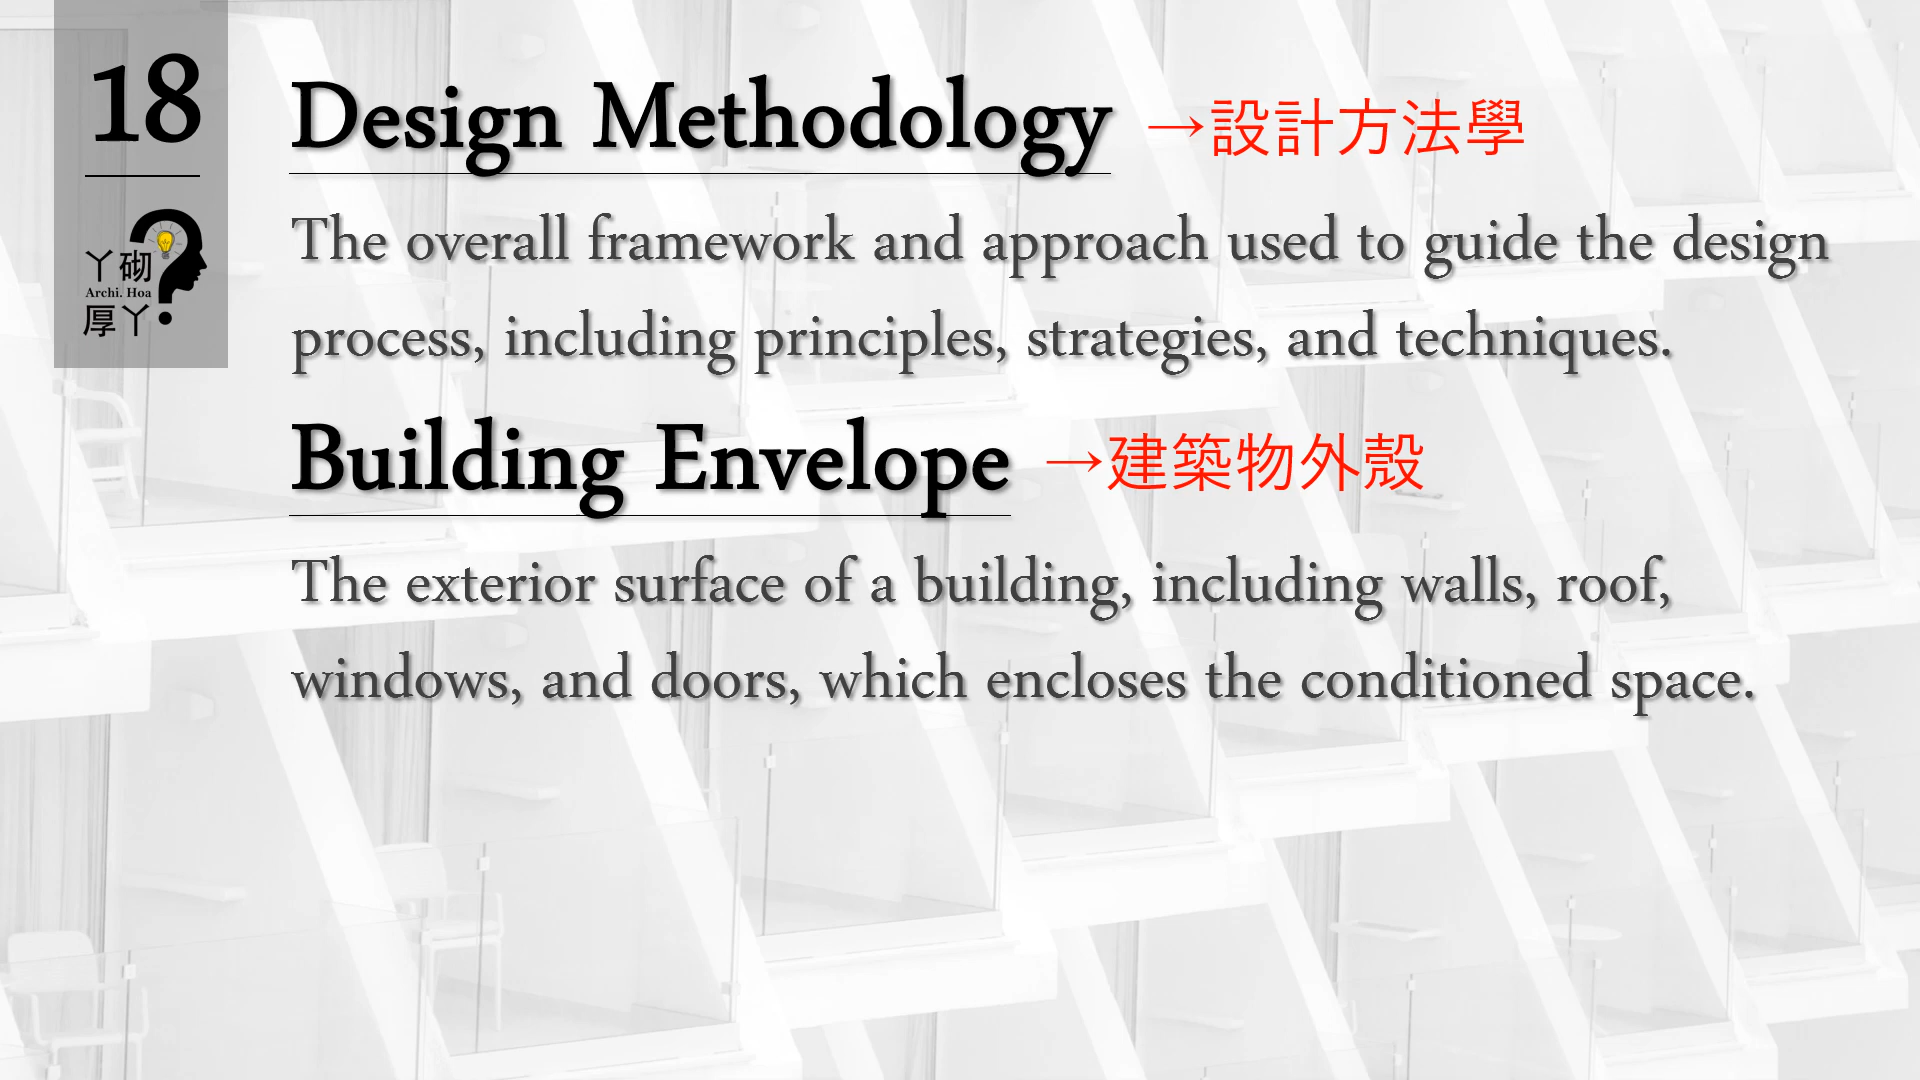 18
丫砌
Archi. Hoa
厚丫
Design Methodology →設計方法學
The overall framework and approach used to guide the design
process, including principles, strategies, and techniques.
Building Envelope →建築物外殼
The exterior surface of a building, including walls, roof,
windows, and doors, which encloses the conditioned space.